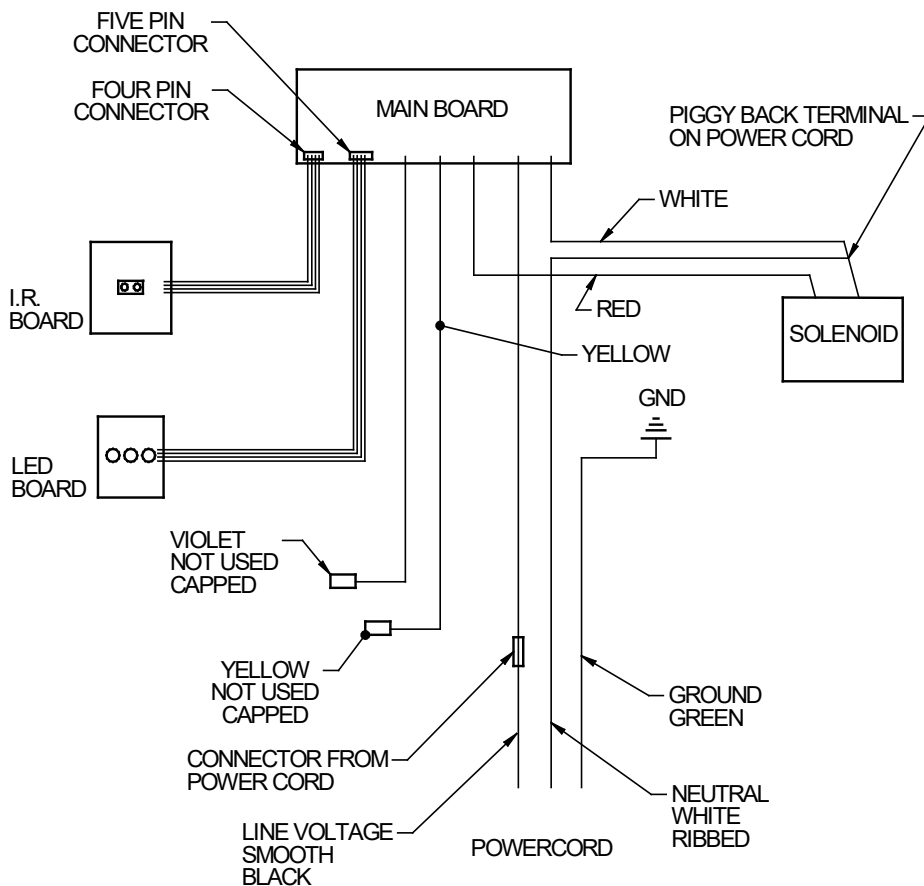 FIVE PIN
CONNECTOR
FOUR PIN
CONNECTOR
MAIN BOARD
PIGGY BACK TERMINAL
ON POWER CORD
WHITE
I.R.
BOARD
RED
SOLENOID
YELLOW
GND
LED
BOARD
VIOLET
NOT USED
CAPPED
YELLOW
NOT USED
CAPPED
GROUND
GREEN
CONNECTOR FROM
POWER CORD
NEUTRAL
WHITE
RIBBED
LINE VOLTAGE
SMOOTH
BLACK
POWERCORD